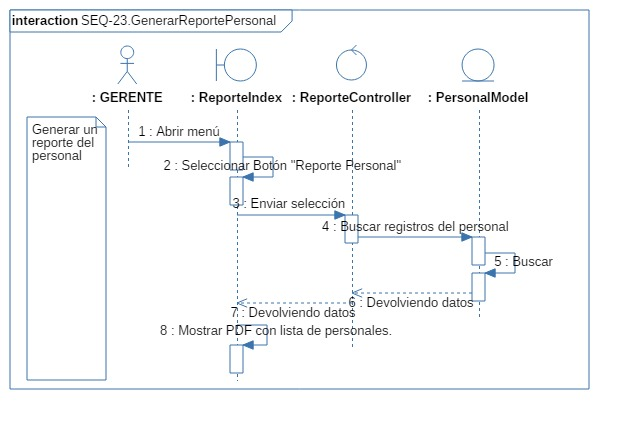 interaction SEQ-23.GenerarReportePersonal
: GERENTE
: ReporteIndex
: ReporteController
: PersonalModel
Generar un
reporte del
personal
1 : Abrir menú
2 : Seleccionar Botón "Reporte Personal"
3 : Enviar selección
4 : Buscar registros del personal
5 : Buscar
6 : Devolviendo datos
7 : Devolviendo datos
8 : Mostrar PDF con lista de personales.